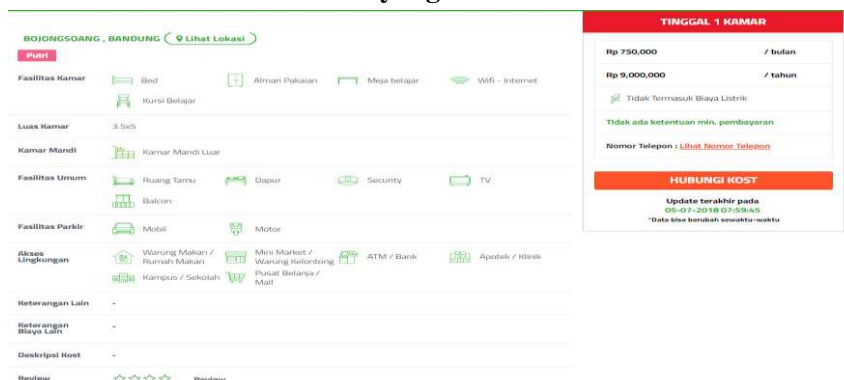 TINGGAL 1 KAMAR
BOJONGSOANG , BANDUNG
Lihat Lokasi
Putri
Fasilitas Kamar
Bed
Almari Pakaian
Meja belajar
Wifi - Internet
Kursi Belajar
Luas Kamar
3.5x5
Kamar Mandi
Kamar Mandi Luar
Fasilitas Umum
Ruang Tamu
Dapur
Security
TV
Balcon
Fasilitas Parkir
Mobil
Motor
Akses
Lingkungan
Warung Makan /
Rumah Makan
Mini Market /
Warung Kelontong
ATM / Bank
Apotek / Klinik
Kampus / Sekolah
Pusat Belanja /
Mall
Keterangan Lain
-
Keterangan
Biaya Lain
-
Deskripsi Kost
-
Review
Review
Rp 750,000 / bulan
Rp 9,000,000 / tahun
Tidak Termasuk Biaya Listrik
Tidak ada ketentuan min. pembayaran
Nomor Telepon : Lihat Nomor Telepon
HUBUNGI KOST
Update terakhir pada
05-07-2018 07:59:45
*Data bisa berubah sewaktu-waktu